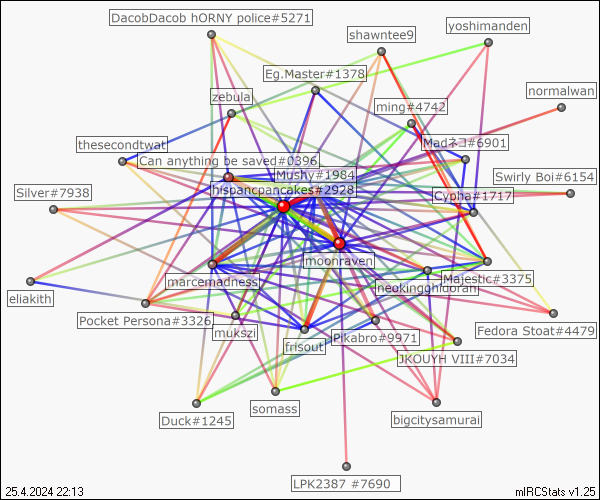 DacobDacob hORNY police#5271
yoshimanden
shawntee9
Eg.Master#1378
normalwan
zebula
ming#4742
thesecondtwat
Madネコ#6901
Can anything be saved#0396
Mushy#1984
Swirly Boi#6154
Silver#7938
hispancpancakes#2928
Cypha#1717
moonraven
marcemadness
Majestic#3375
neokingghidoran
eliakith
Pocket Persona#3326
mukszi
Fedora Stoat#4479
frisout
Pikabro#9971
JKOUYH VIII#7034
somass
Duck#1245
bigcitysamurai
LPK2387 #7690
25.4.2024 22:13
mIRCStats v1.25